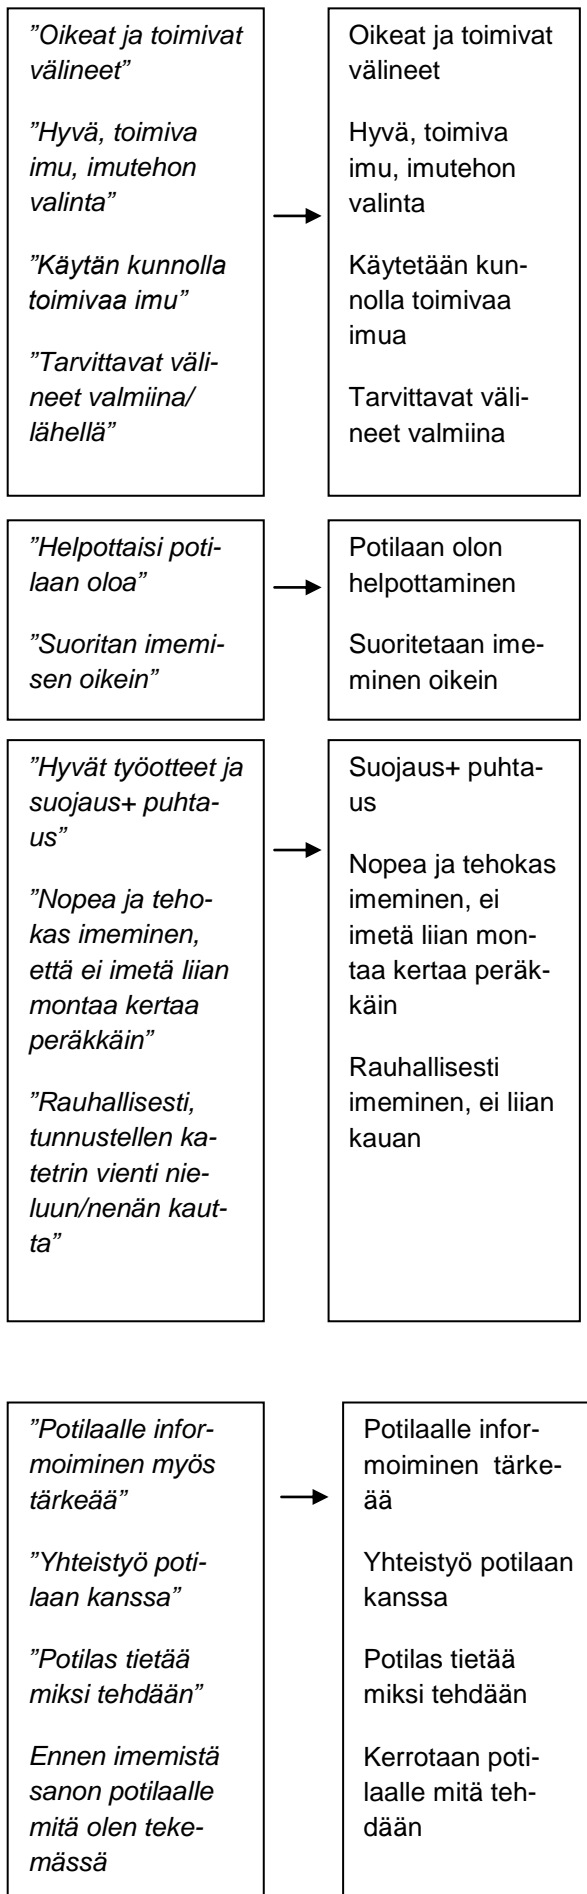 ”Oikeat ja toimivat
välineet”
”Hyvä, toimiva
imu, imutehon
valinta”
”Käytän kunnolla
toimivaa imu”
”Tarvittavat väli-
neet valmiina/
lähellä”
Oikeat ja toimivat
välineet
Hyvä, toimiva
imu, imutehon
valinta
Käytetään kun-
nolla toimivaa
imua
Tarvittavat väli-
neet valmiina
”Helpottaisi poti-
laan oloa”
”Suoritan imemi-
sen oikein”
Potilaan olon
helpottaminen
Suoritetaan ime-
minen oikein
”Hyvät työotteet ja
suojaus+ puhta-
us”
”Nopea ja teho-
kas imeminen,
että ei imetä liian
montaa kertaa
peräkkäin”
”Rauhallisesti,
tunnustellen ka-
tetrin vienti nie-
luun/nenän kaut-
ta”
Suojaus+ puhta-
us
Nopea ja tehokas
imeminen, ei
imetä liian mon-
taa kertaa peräk-
käin
Rauhallisesti
imeminen, ei liian
kauan
”Potilaalle infor-
moiminen myös
tärkeää”
”Yhteistyö poti-
laan kanssa”
”Potilas tietää
miksi tehdään”
Ennen imemistä
sanon potilaalle
mitä olen teke-
mässä
Potilaalle infor-
moiminen  tärke-
ää
Yhteistyö potilaan
kanssa
Potilas tietää
miksi tehdään
Kerrotaan poti-
laalle mitä teh-
dään